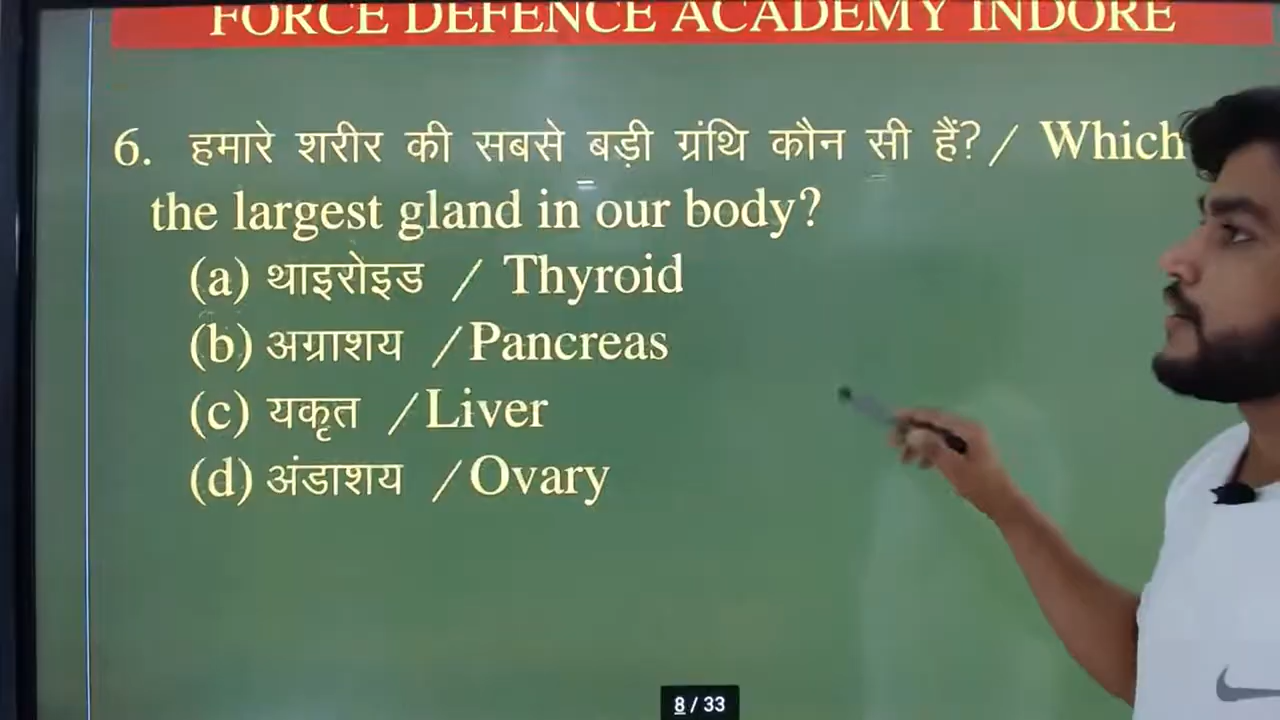 FORCE DEFENCE ACADEMY INDORE
6. हमारे शरीर की सबसे बड़ी ग्रंथि कौन सी हैं? / Which
the largest gland in our body?
(a) थाइरोइड / Thyroid
(b) अग्राशय /Pancreas
(c) यकृत /Liver
(d) अंडाशय /Ovary
8 / 33